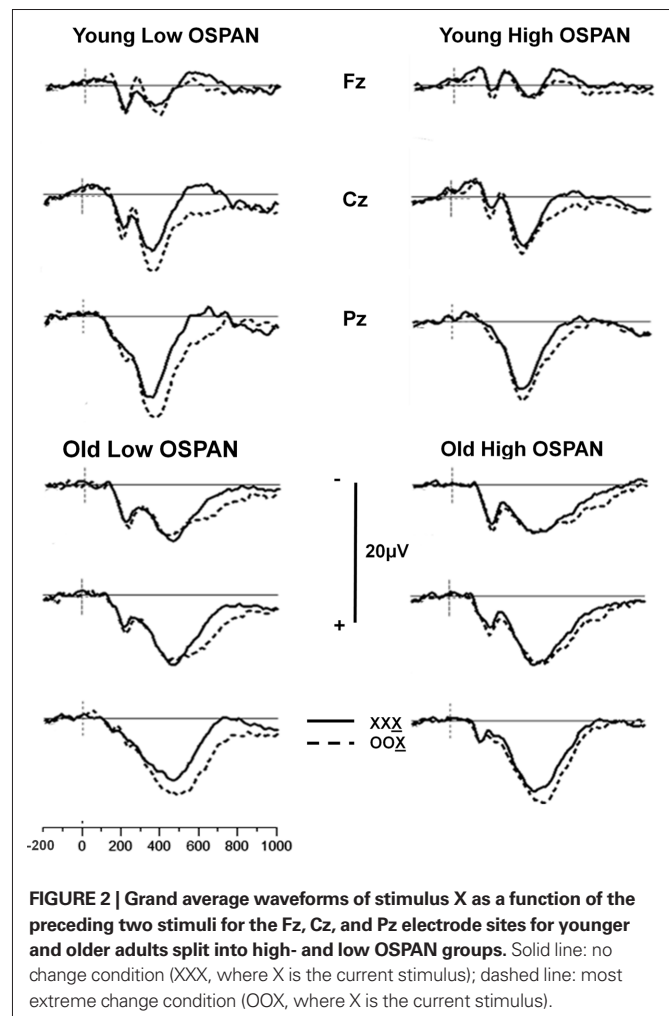 Young Low OSPAN
Young High OSPAN
Fz
Cz
Pz
Old Low OSPAN
Old High OSPAN
-
20µV
+
XXX
OOX
-200 0 200 400 600 800 1000
FIGURE 2 | Grand average waveforms of stimulus X as a function of the
preceding two stimuli for the Fz, Cz, and Pz electrode sites for younger
and older adults split into high- and low OSPAN groups. Solid line: no
change condition (XXX, where X is the current stimulus); dashed line: most
extreme change condition (OOX, where X is the current stimulus).